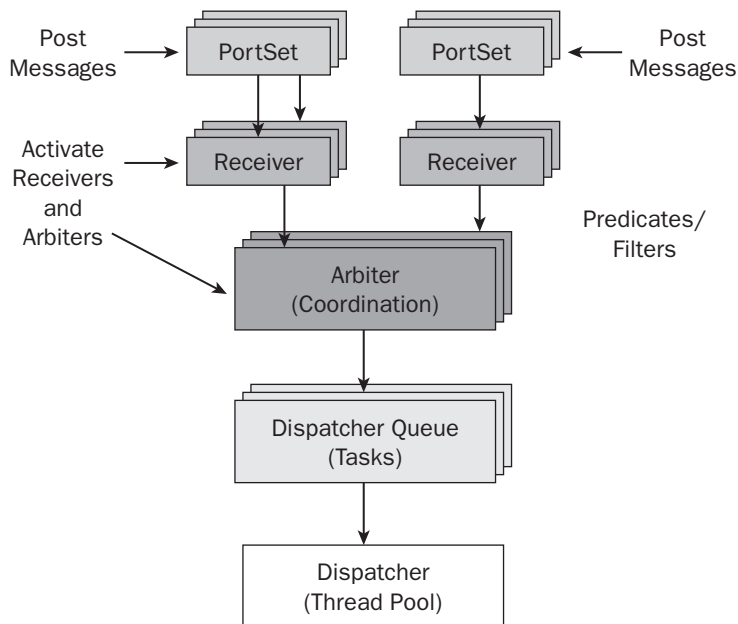 Post
Messages
PortSet
PortSet
Post
Messages
Activate
Receivers
and
Arbiters
Receiver
Receiver
Predicates/
Filters
Arbiter
(Coordination)
Dispatcher Queue
(Tasks)
Dispatcher
(Thread Pool)